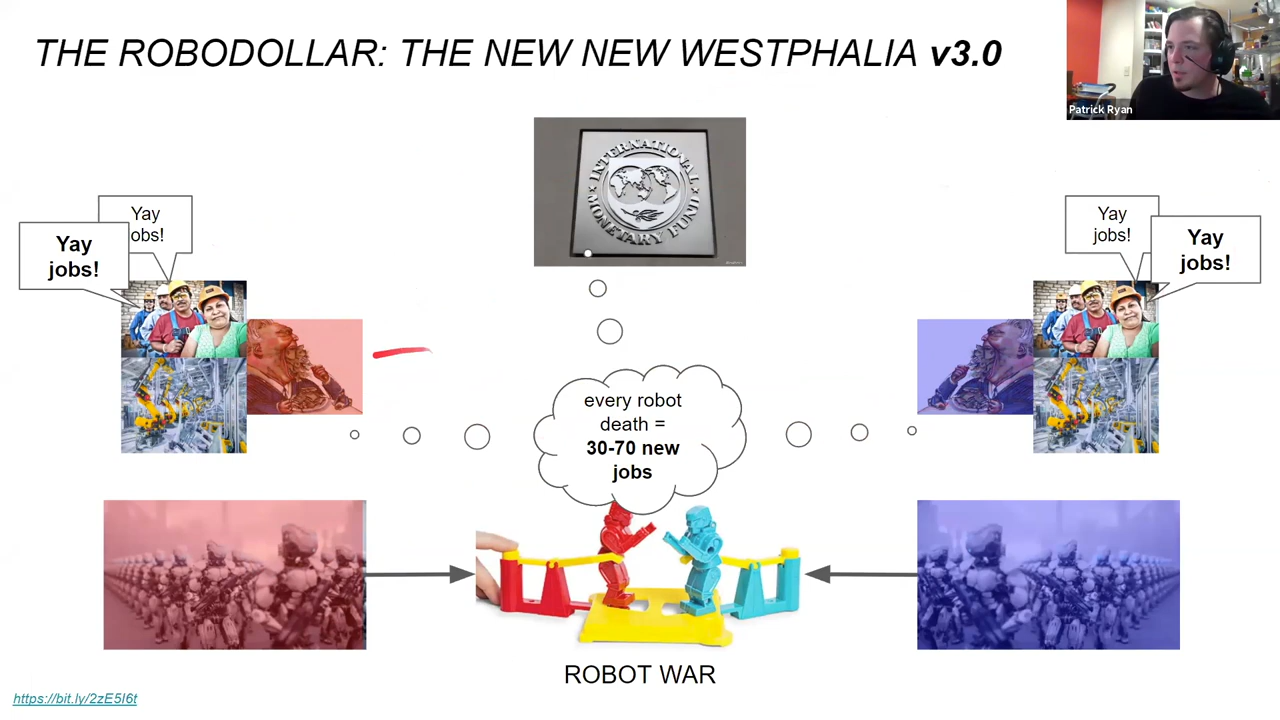 THE ROBODOLLAR: THE NEW NEW WESTPHALIA v3.0
Patrick Ryan
INTERNATIONAL
MONETARY FUND
Yay
jobs!
Yay
jobs!
Yay
jobs!
Yay
jobs!
every robot
death =
30-70 new
jobs
ROBOT WAR
https://bit.ly/2zE5I6t